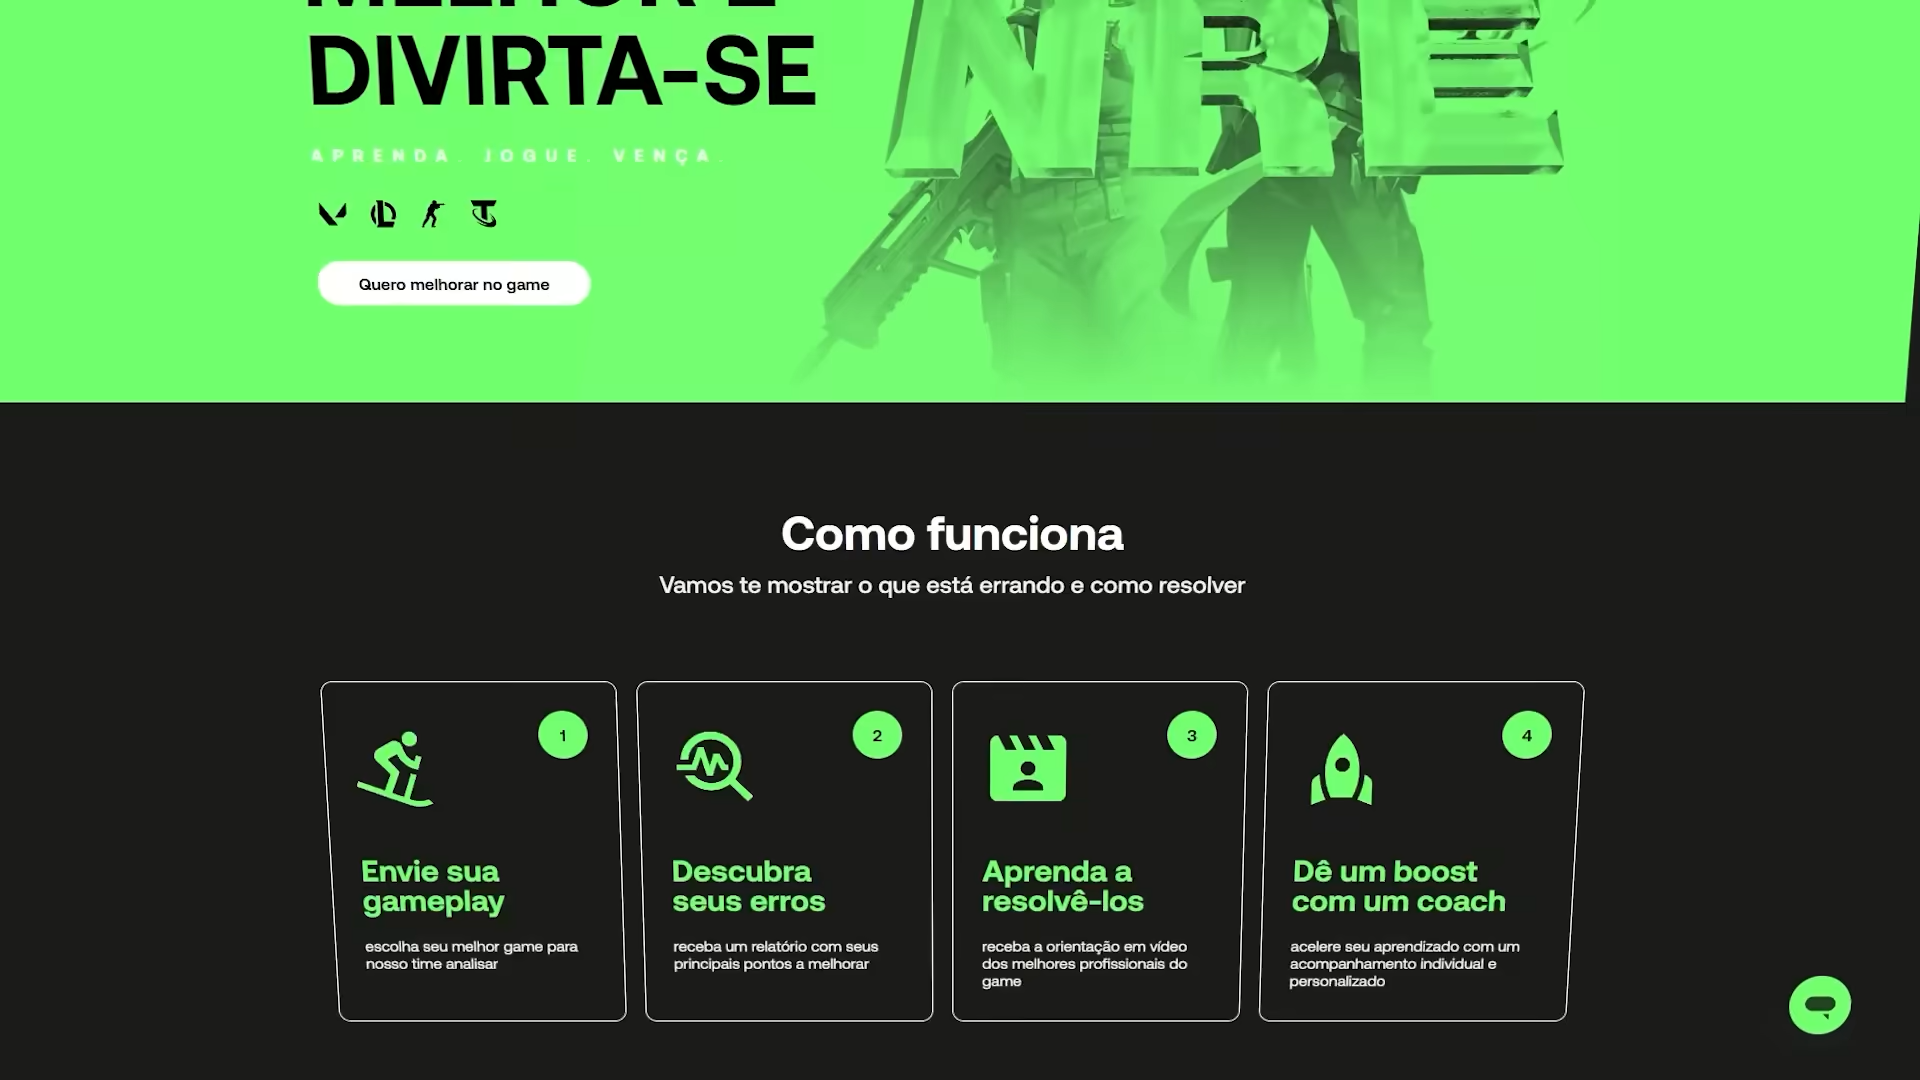 MELHOR E
DIVIRTA-SE
APRENDA. JOGUE. VENÇA.
Quero melhorar no game
Como funciona
Vamos te mostrar o que está errando e como resolver
1
Envie sua
gameplay
escolha seu melhor game para
nosso time analisar
2
Descubra
seus erros
receba um relatório com seus
principais pontos a melhorar
3
Aprenda a
resolvê-los
receba a orientação em vídeo
dos melhores profissionais do
game
4
Dê um boost
com um coach
acelere seu aprendizado com um
acompanhamento individual e
personalizado